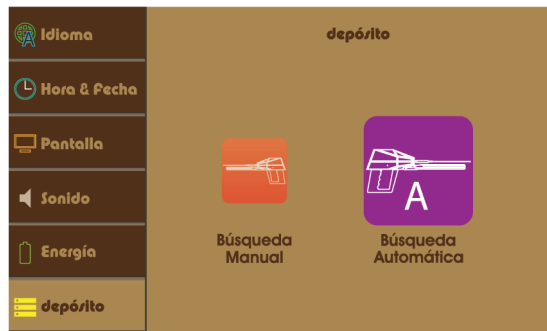 Idioma
Hora & Fecha
Pantalla
Sonido
Energía
depósito
depósito
A
Búsqueda
Manual
Búsqueda
Automática